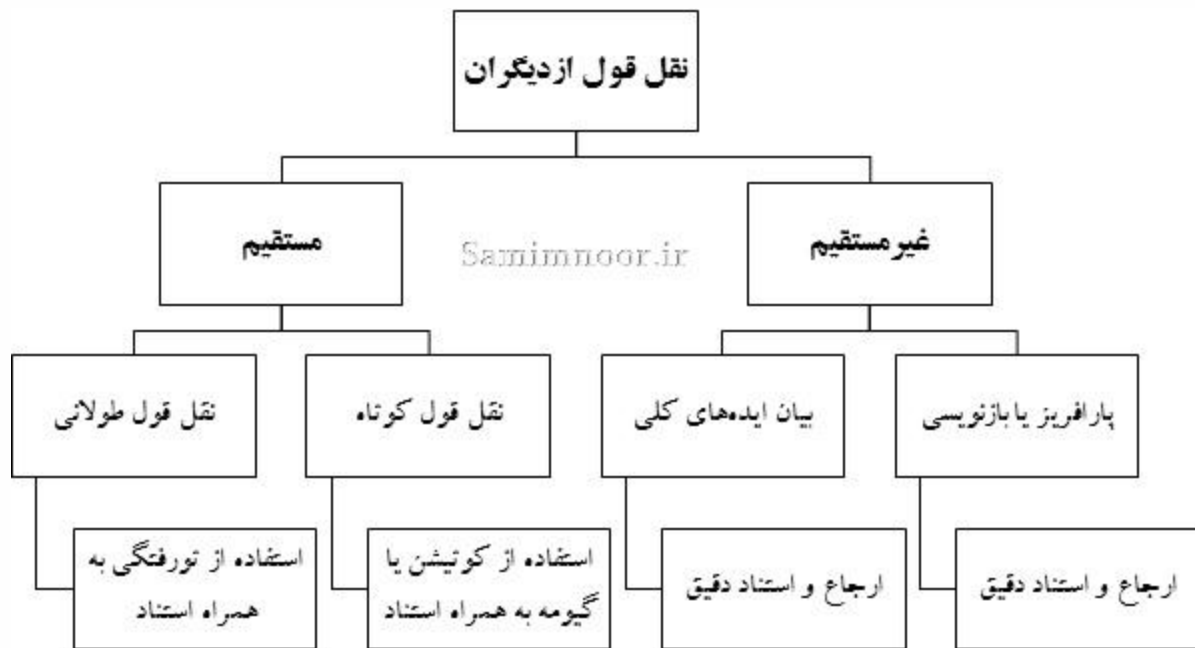 نقل قول ازدیگران
غیرمستقیم
مستقیم
Samimnoor.ir
پارافریز یا بازنویسی
بیان ایده‌های کلی
نقل قول کوتاه
نقل قول طولانی
ارجاع و استناد دقیق
ارجاع و استناد دقیق
استفاده از کوتیشن یا
گیومه به همراه استناد
استفاده از تورفتگی به
همراه استناد